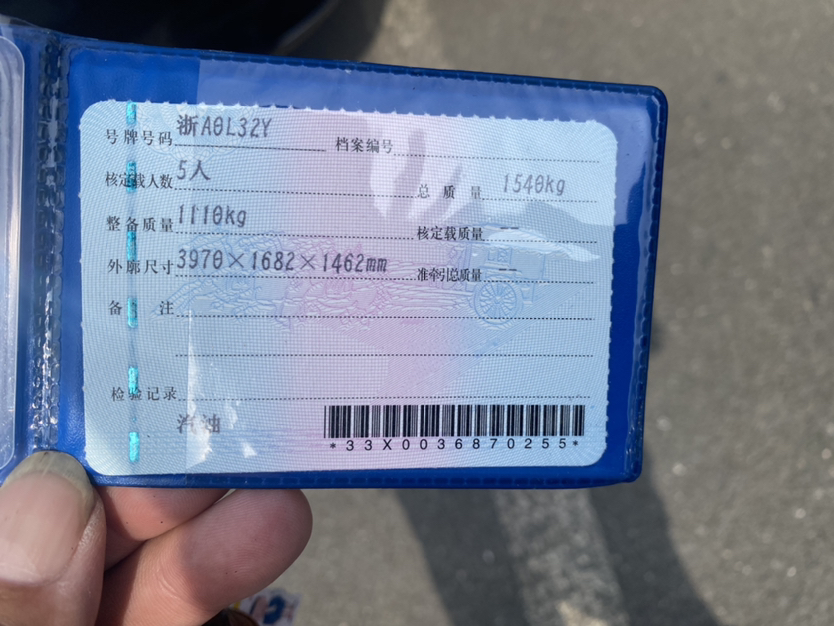 号牌号码 浙A0L32Y 档案编号
核定载人数 5人 总质量 1540kg
整备质量 1110kg 核定载质量 --
外廓尺寸 3970×1682×1462mm 准牵引总质量 --
备注
检验记录
汽油
*33X0036870255*